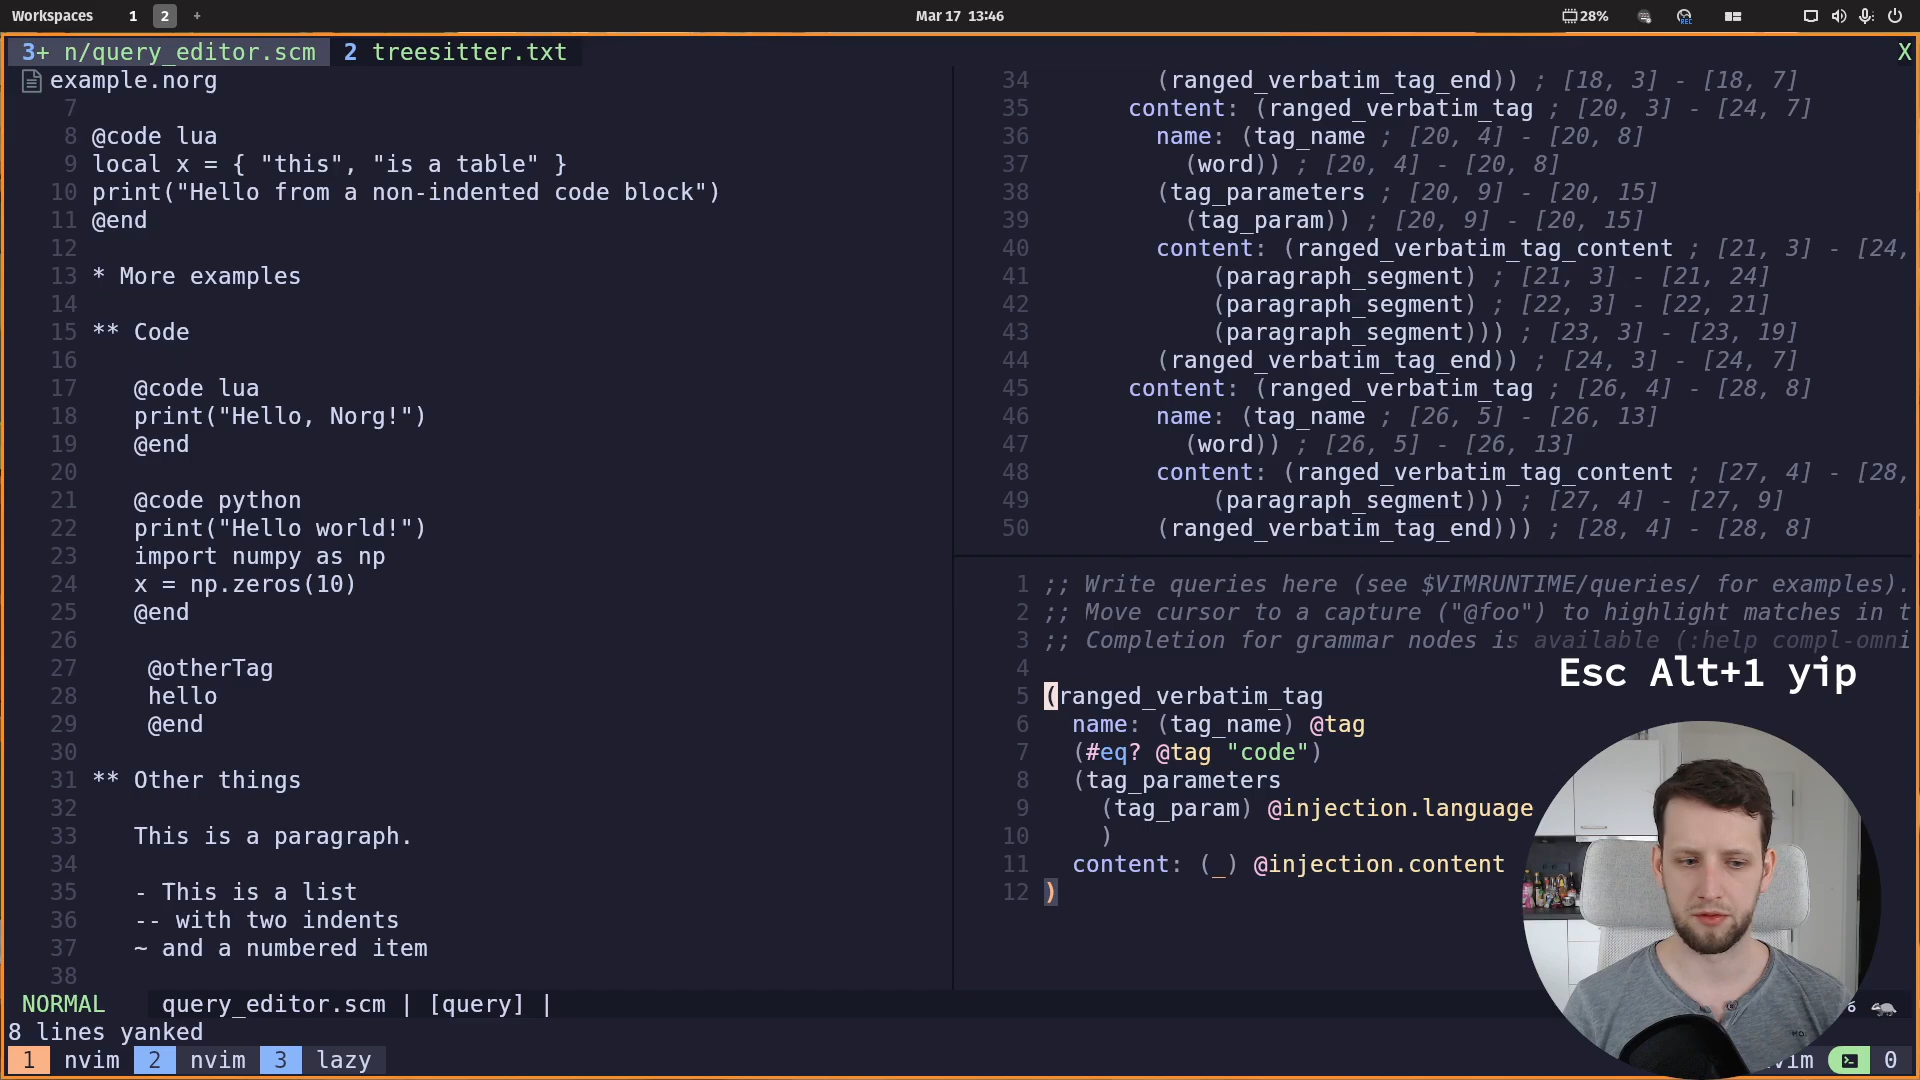 Workspaces 1 2 + Mar 17 13:46 28%
3+ n/query_editor.scm 2 treesitter.txt X
example.norg
7
8 @code lua
9 local x = { "this", "is a table" }
10 print("Hello from a non-indented code block")
11 @end
12
13 * More examples
14
15 ** Code
16
17 @code lua
18 print("Hello, Norg!")
19 @end
20
21 @code python
22 print("Hello world!")
23 import numpy as np
24 x = np.zeros(10)
25 @end
26
27 @otherTag
28 hello
29 @end
30
31 ** Other things
32
33 This is a paragraph.
34
35 - This is a list
36 -- with two indents
37 ~ and a numbered item
38
34 (ranged_verbatim_tag_end)) ; [18, 3] - [18, 7]
35 content: (ranged_verbatim_tag ; [20, 3] - [24, 7]
36 name: (tag_name ; [20, 4] - [20, 8]
37 (word)) ; [20, 4] - [20, 8]
38 (tag_parameters ; [20, 9] - [20, 15]
39 (tag_param)) ; [20, 9] - [20, 15]
40 content: (ranged_verbatim_tag_content ; [21, 3] - [24,
41 (paragraph_segment) ; [21, 3] - [21, 24]
42 (paragraph_segment) ; [22, 3] - [22, 21]
43 (paragraph_segment))) ; [23, 3] - [23, 19]
44 (ranged_verbatim_tag_end)) ; [24, 3] - [24, 7]
45 content: (ranged_verbatim_tag ; [26, 4] - [28, 8]
46 name: (tag_name ; [26, 5] - [26, 13]
47 (word)) ; [26, 5] - [26, 13]
48 content: (ranged_verbatim_tag_content ; [27, 4] - [28,
49 (paragraph_segment))) ; [27, 4] - [27, 9]
50 (ranged_verbatim_tag_end))) ; [28, 4] - [28, 8]
1 ;; Write queries here (see $VIMRUNTIME/queries/ for examples).
2 ;; Move cursor to a capture ("@foo") to highlight matches in t
3 ;; Completion for grammar nodes is available (:help compl-omni
4
Esc Alt+1 yip
5 (ranged_verbatim_tag
6 name: (tag_name) @tag
7 (#eq? @tag "code")
8 (tag_parameters
9 (tag_param) @injection.language
10 )
11 content: (_) @injection.content
12 )
NORMAL query_editor.scm | [query] | 6
8 lines yanked
1 nvim 2 nvim 3 lazy vim 0